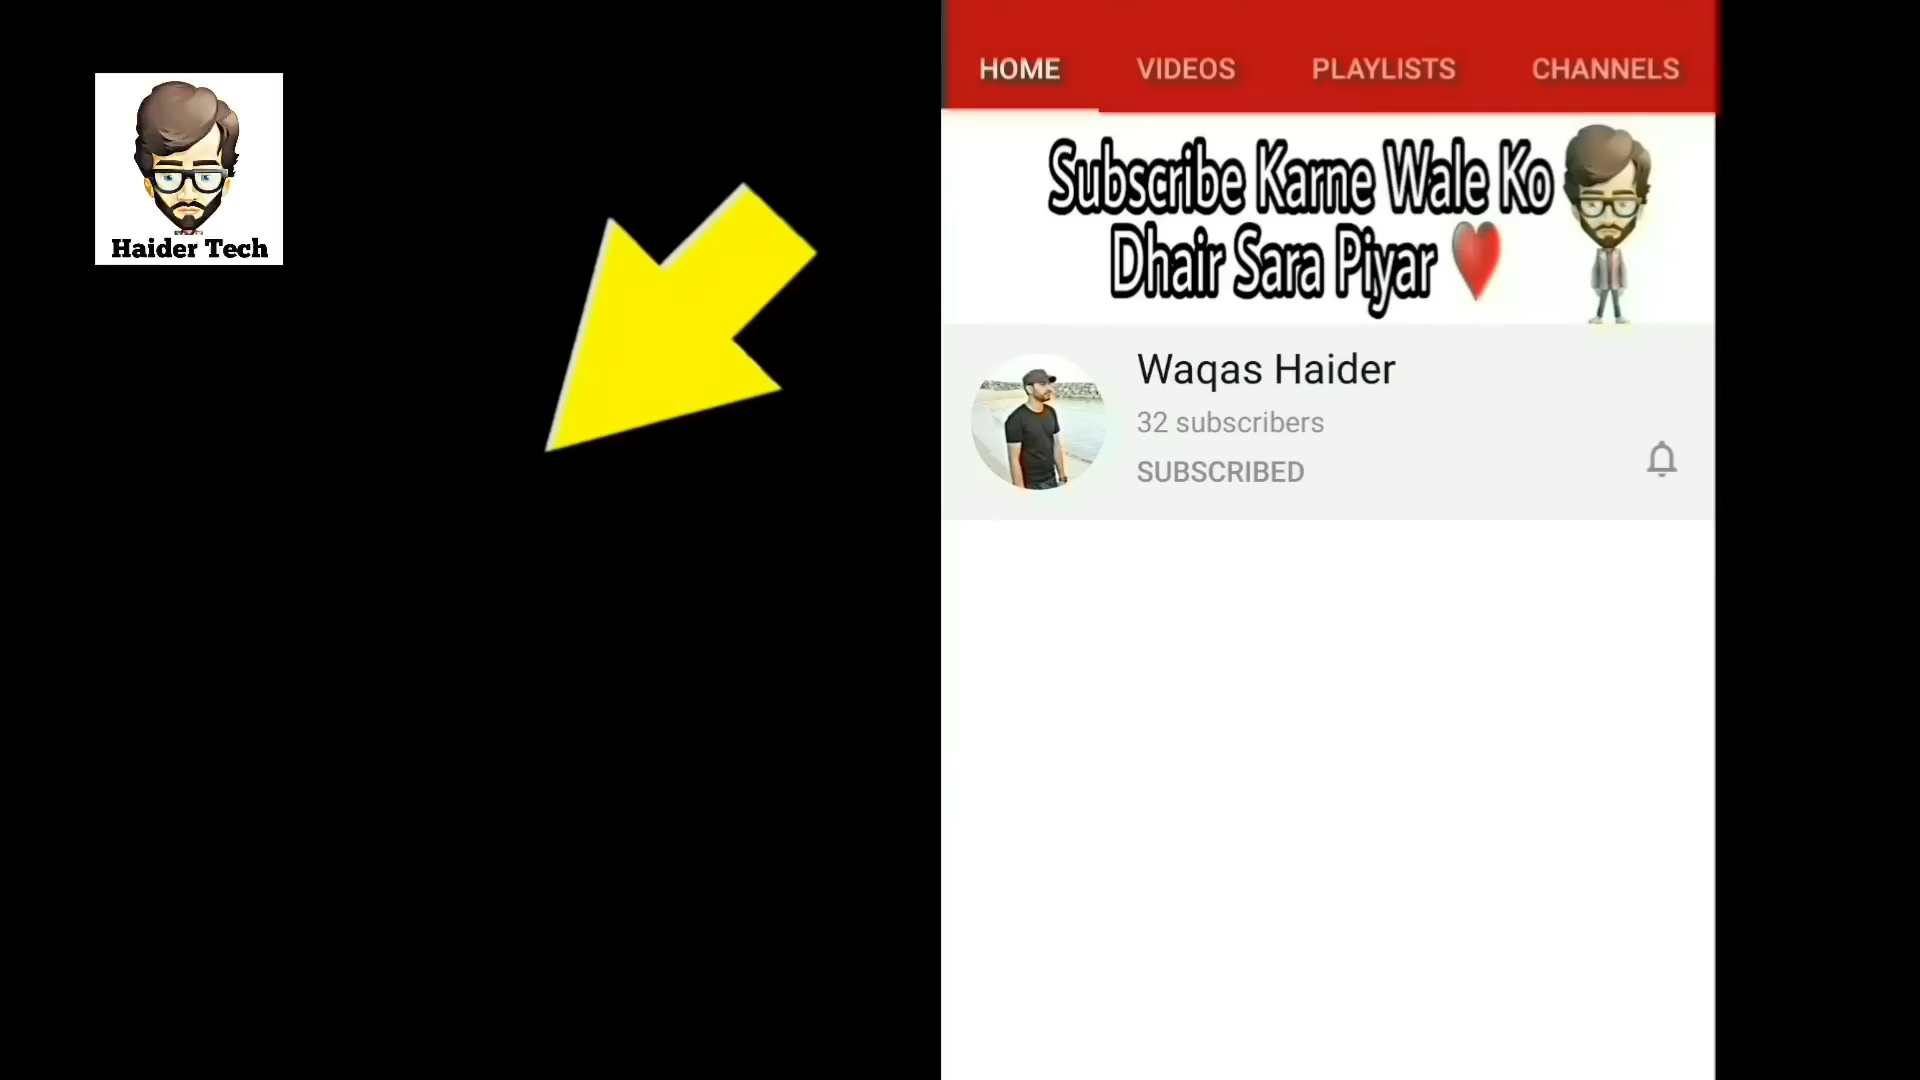 Haider Tech
HOME VIDEOS PLAYLISTS CHANNELS
Subscribe Karne Wale Ko
Dhair Sara Piyar
Waqas Haider
32 subscribers
SUBSCRIBED